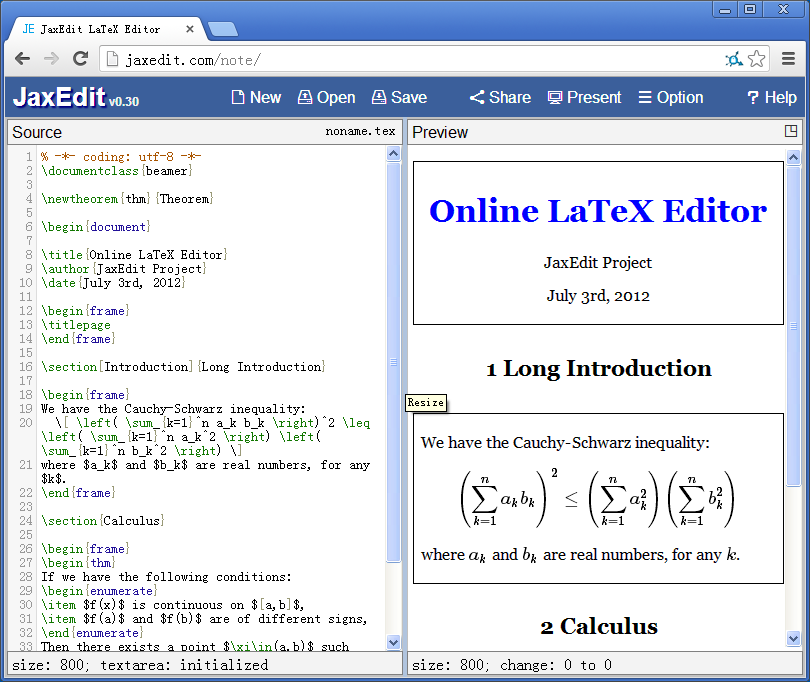 JE JaxEdit LaTeX Editor
jaxedit.com/note/
JaxEdit v0.30 New Open Save Share Present Option ? Help
Source noname.tex
1 % -*- coding: utf-8 -*-
2 \documentclass{beamer}
3
4 \newtheorem{thm}{Theorem}
5
6 \begin{document}
7
8 \title{Online LaTeX Editor}
9 \author{JaxEdit Project}
10 \date{July 3rd, 2012}
11
12 \begin{frame}
13 \titlepage
14 \end{frame}
15
16 \section[Introduction]{Long Introduction}
17
18 \begin{frame}
19 We have the Cauchy-Schwarz inequality:
20 \[ \left( \sum_{k=1}^n a_k b_k \right)^2 \leq
\left( \sum_{k=1}^n a_k^2 \right) \left(
\sum_{k=1}^n b_k^2 \right) \]
21 where $a_k$ and $b_k$ are real numbers, for any
$k$.
22 \end{frame}
23
24 \section{Calculus}
25
26 \begin{frame}
27 \begin{thm}
28 If we have the following conditions:
29 \begin{enumerate}
30 \item $f(x)$ is continuous on $[a,b]$,
31 \item $f(a)$ and $f(b)$ are of different signs,
32 \end{enumerate}
33 Then there exists a point $\xi\in(a,b)$ such
size: 800; textarea: initialized
Resize
Preview
Online LaTeX Editor
JaxEdit Project
July 3rd, 2012
1 Long Introduction
We have the Cauchy-Schwarz inequality:
(∑_{k=1}^n a_k b_k)^2 ≤ (∑_{k=1}^n a_k^2) (∑_{k=1}^n b_k^2)
where a_k and b_k are real numbers, for any k.
2 Calculus
size: 800; change: 0 to 0